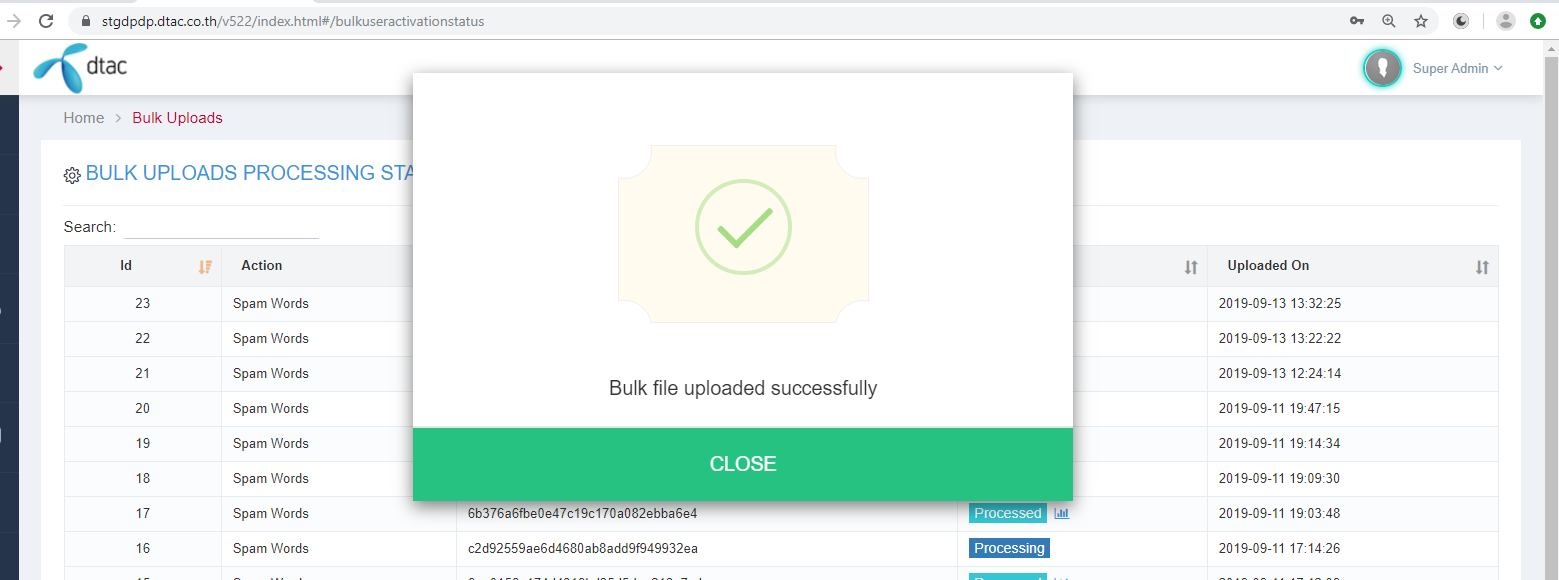 stgdpdp.dtac.co.th/v522/index.html#/bulkuseractivationstatus
dtac
Super Admin
Home > Bulk Uploads
BULK UPLOADS PROCESSING STA
Search:
Id Action Uploaded On
23 Spam Words 2019-09-13 13:32:25
22 Spam Words 2019-09-13 13:22:22
21 Spam Words 2019-09-13 12:24:14
20 Spam Words 2019-09-11 19:47:15
19 Spam Words 2019-09-11 19:14:34
18 Spam Words 2019-09-11 19:09:30
17 Spam Words 6b376a6fbe0e47c19c170a082ebba6e4 Processed 2019-09-11 19:03:48
16 Spam Words c2d92559ae6d4680ab8add9f949932ea Processing 2019-09-11 17:14:26
Bulk file uploaded successfully
CLOSE